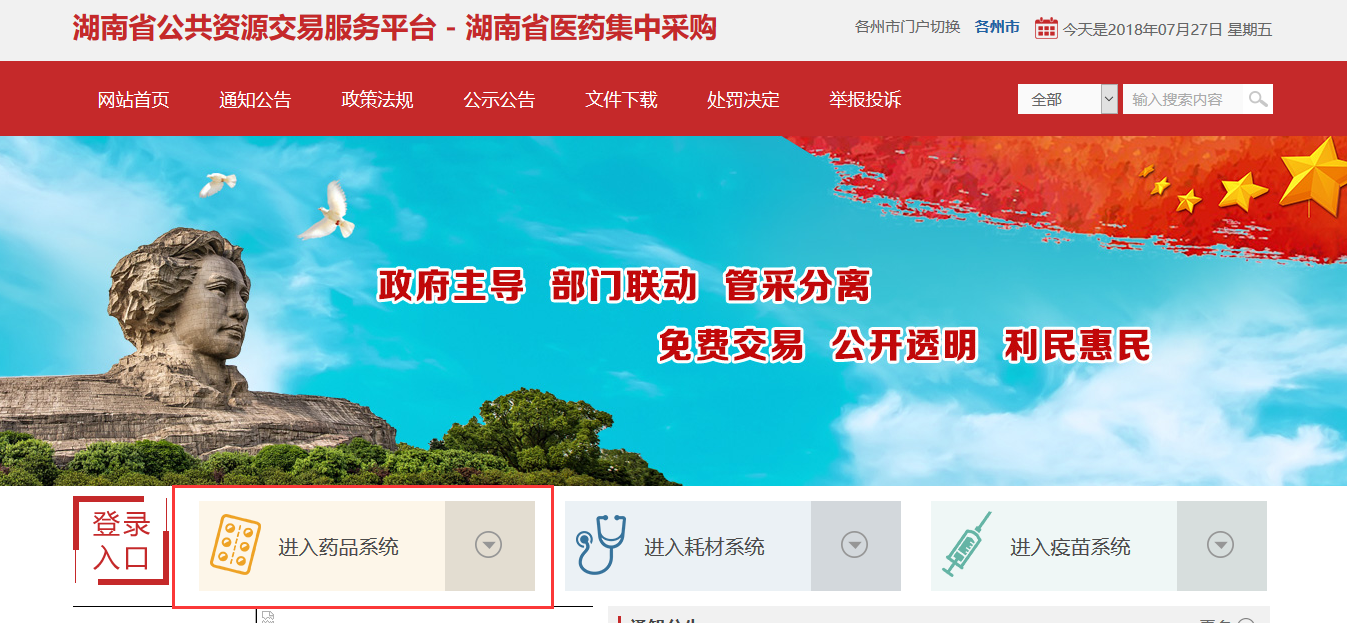 湖南省公共资源交易服务平台 - 湖南省医药集中采购
各州市门户切换 各州市 今天是2018年07月27日 星期五
网站首页 通知公告 政策法规 公示公告 文件下载 处罚决定 举报投诉 全部 输入搜索内容
政府主导 部门联动 管采分离
免费交易 公开透明 利民惠民
登录
入口
进入药品系统 进入耗材系统 进入疫苗系统